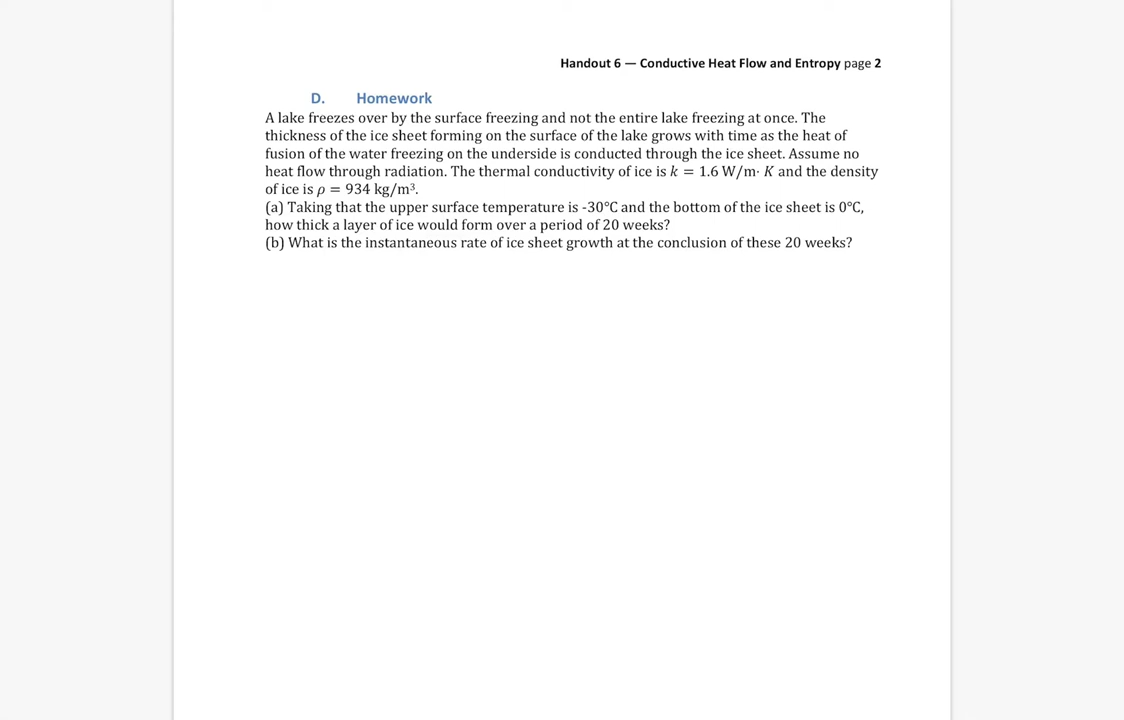 Handout 6 — Conductive Heat Flow and Entropy page 2
D. Homework
A lake freezes over by the surface freezing and not the entire lake freezing at once. The
thickness of the ice sheet forming on the surface of the lake grows with time as the heat of
fusion of the water freezing on the underside is conducted through the ice sheet. Assume no
heat flow through radiation. The thermal conductivity of ice is k = 1.6 W/m· K and the density
of ice is ρ = 934 kg/m³.
(a) Taking that the upper surface temperature is -30°C and the bottom of the ice sheet is 0°C,
how thick a layer of ice would form over a period of 20 weeks?
(b) What is the instantaneous rate of ice sheet growth at the conclusion of these 20 weeks?